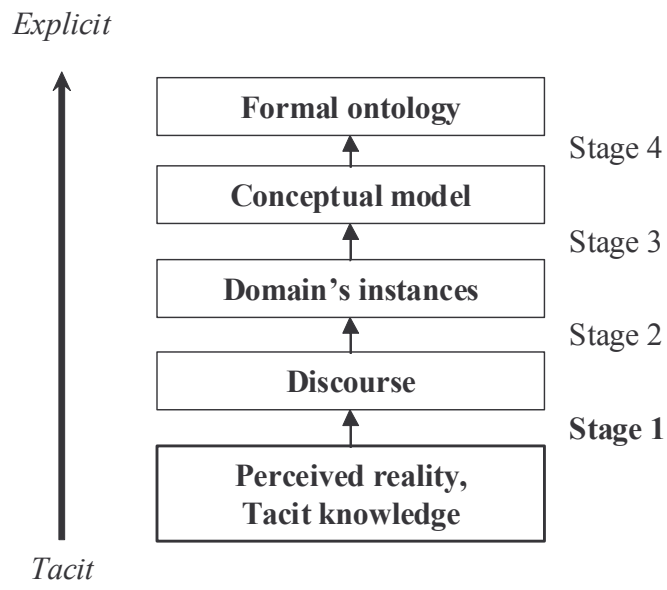 Explicit
Formal ontology
Stage 4
Conceptual model
Stage 3
Domain’s instances
Stage 2
Discourse
Stage 1
Perceived reality,
Tacit knowledge
Tacit